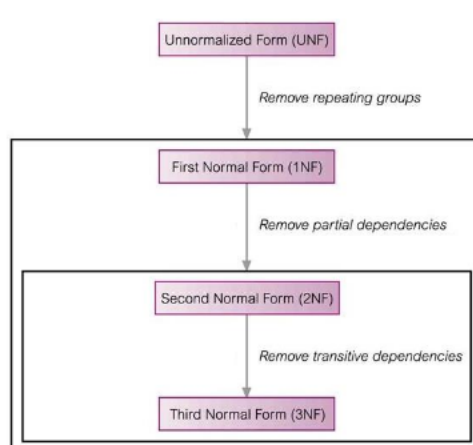 Unnormalized Form (UNF)
Remove repeating groups
First Normal Form (1NF)
Remove partial dependencies
Second Normal Form (2NF)
Remove transitive dependencies
Third Normal Form (3NF)